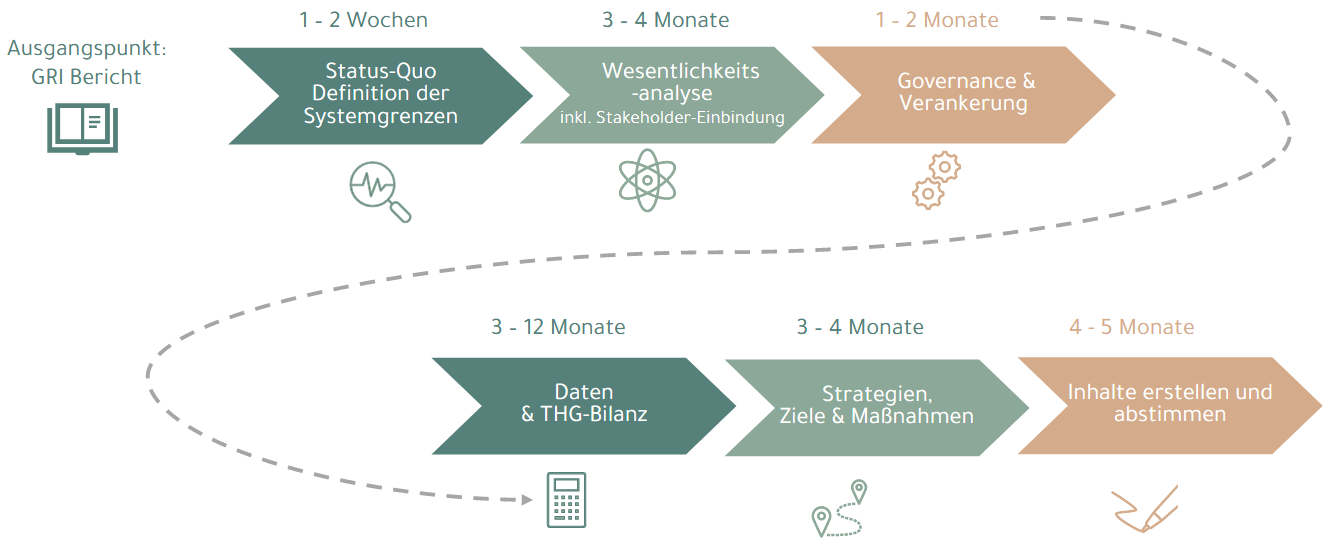 Ausgangspunkt:
GRI Bericht
1 - 2 Wochen
Status-Quo
Definition der
Systemgrenzen
3 - 4 Monate
Wesentlichkeits
-analyse
inkl. Stakeholder-Einbindung
1 - 2 Monate
Governance &
Verankerung
3 - 12 Monate
Daten
& THG-Bilanz
3 - 4 Monate
Strategien,
Ziele & Maßnahmen
4 - 5 Monate
Inhalte erstellen und
abstimmen